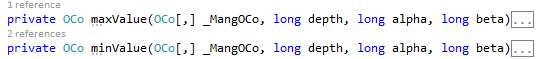 1 reference
private OCo maxValue(OCo[,] _MangOCo, long depth, long alpha, long beta)...
2 references
private OCo minValue(OCo[,] _MangOCo, long depth, long alpha, long beta)...